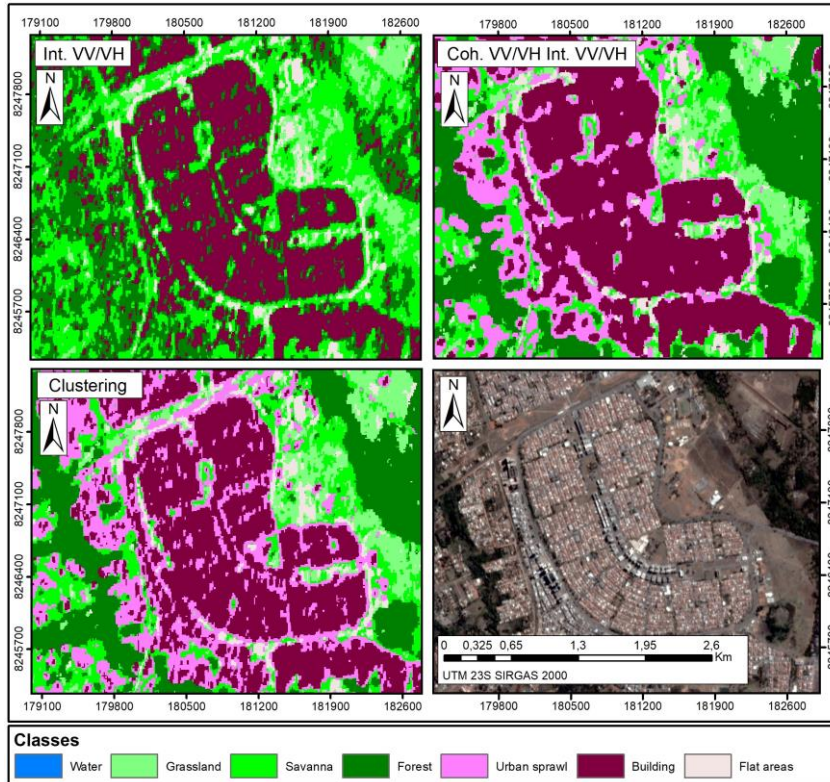 179100 179800 180500 181200 181900 182600
179800 180500 181200 181900 182600
Int. VV/VH
Coh. VV/VH Int. VV/VH
N
N
8247800
8247100
8246400
8245700
Clustering
N
N
8247800
8247100
8246400
8245700
0 0,325 0,65 1,3 1,95 2,6
Km
UTM 23S SIRGAS 2000
179100 179800 180500 181200 181900 182600
179800 180500 181200 181900 182600
Classes
Water Grassland Savanna Forest Urban sprawl Building Flat areas